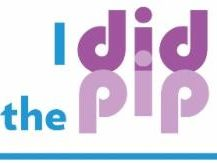 I did
the pip